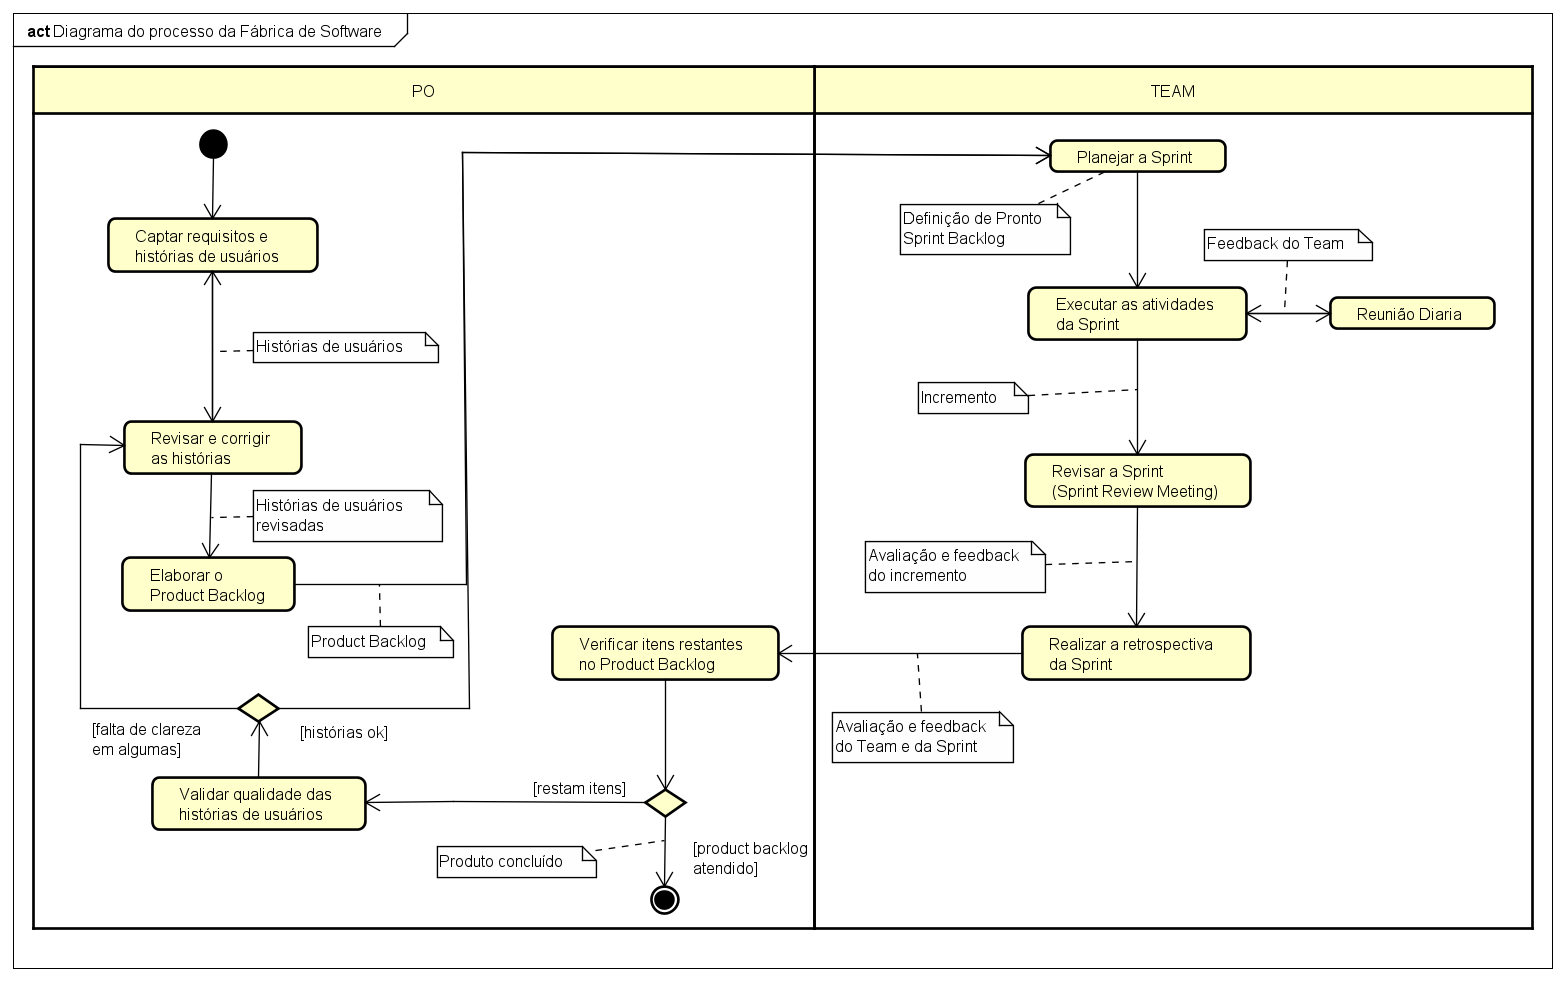 act Diagrama do processo da Fábrica de Software
PO
TEAM
Captar requisitos e
histórias de usuários
Histórias de usuários
Revisar e corrigir
as histórias
Histórias de usuários
revisadas
Elaborar o
Product Backlog
Product Backlog
[falta de clareza
em algumas]
[histórias ok]
Validar qualidade das
histórias de usuários
Verificar itens restantes
no Product Backlog
[restam itens]
Produto concluído
[product backlog
atendido]
Planejar a Sprint
Definição de Pronto
Sprint Backlog
Feedback do Team
Executar as atividades
da Sprint
Reunião Diaria
Incremento
Revisar a Sprint
(Sprint Review Meeting)
Avaliação e feedback
do incremento
Realizar a retrospectiva
da Sprint
Avaliação e feedback
do Team e da Sprint